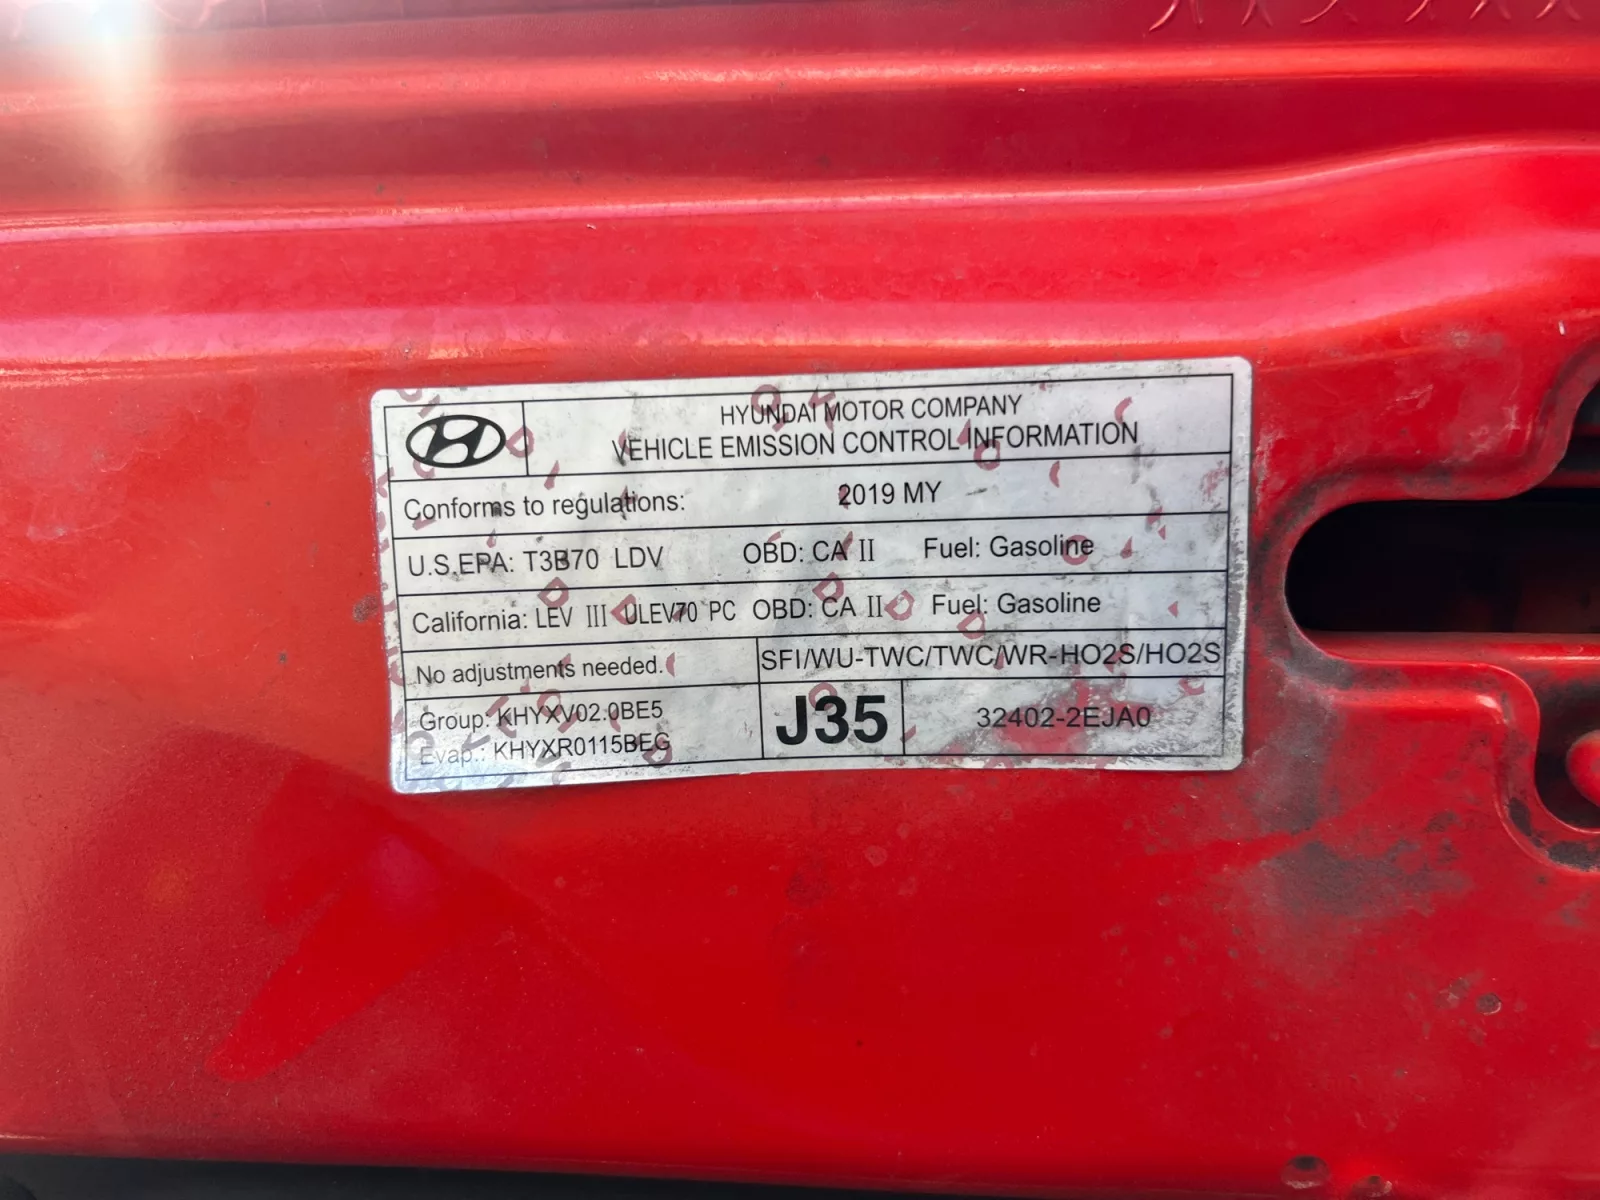 HYUNDAI MOTOR COMPANY
VEHICLE EMISSION CONTROL INFORMATION
Conforms to regulations: 2019 MY
U.S.EPA: T3B70 LDV OBD: CA II Fuel: Gasoline
California: LEV III ULEV70 PC OBD: CA II Fuel: Gasoline
No adjustments needed. SFI/WU-TWC/TWC/WR-HO2S/HO2S
Group: KHYXV02.0BE5
Evap.: KHYXR0115BEG
J35
32402-2EJA0